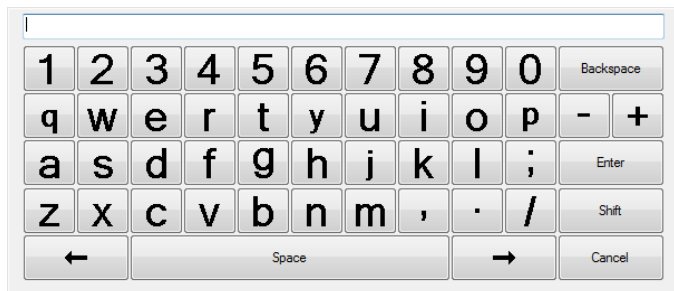 1 2 3 4 5 6 7 8 9 0 Backspace
q w e r t y u i o p - +
a s d f g h j k l ; Enter
z x c v b n m , . / Shift
← Space → Cancel